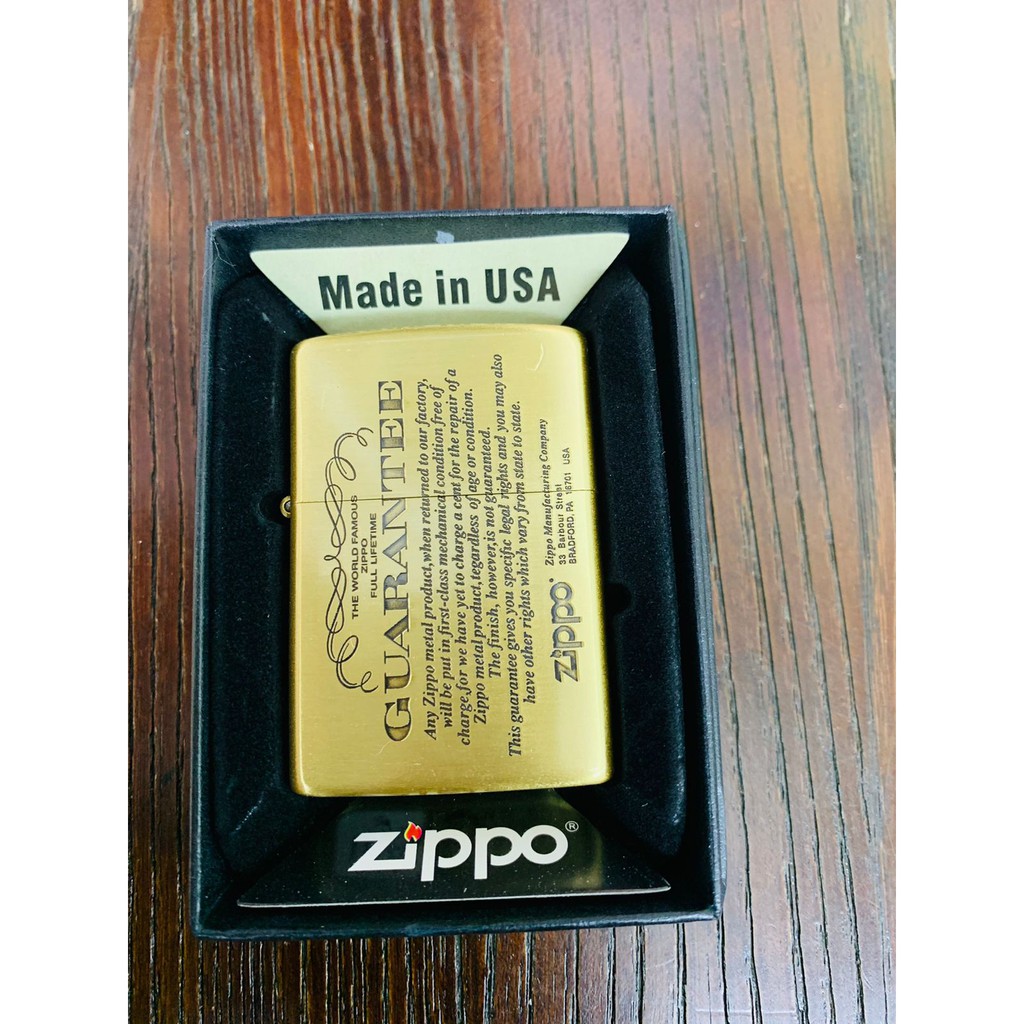 Made in USA
THE WORLD FAMOUS
ZIPPO
FULL LIFETIME
GUARANTEE
Any Zippo metal product,when returned to our factory,
will be put in first-class mechanical condition free of
charge,for we have yet to charge a cent for the repair of a
Zippo metal product,tegardless of age or condition.
The finish, however,is not guaranteed.
This guarantee gives you specific legal rights and you may also
have other rights which vary from state to state.
zippo Zippo Manufacturing Company
33 Barbour Street
BRADFORD, PA 16701 USA
zippo®